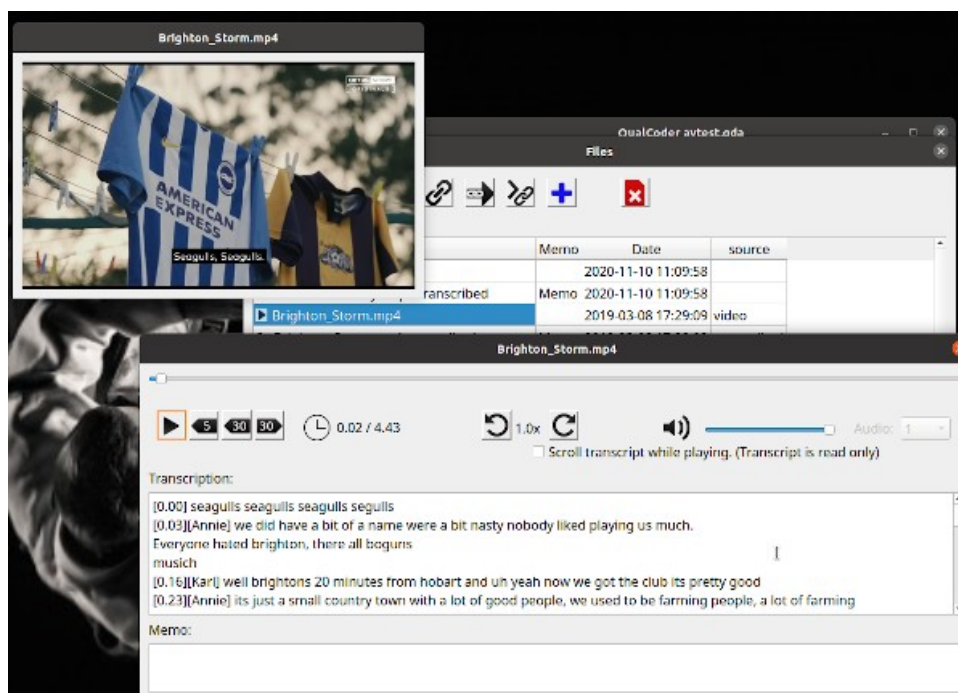 Brighton_Storm.mp4
AMERICAN
EXPRESS
Seagulls, Seagulls.
QualCoder avtest.qda
Files
Memo Date source
2020-11-10 11:09:58
ranscribed Memo 2020-11-10 11:09:58
Brighton_Storm.mp4 2019-03-08 17:29:09 video
Brighton_Storm.mp4
5 30 30 0.02 / 4.43 1.0x Audio: 1
Scroll transcript while playing. (Transcript is read only)
Transcription:
[0.00] seagulls seagulls seagulls segulls
[0.03][Annie] we did have a bit of a name were a bit nasty nobody liked playing us much.
Everyone hated brighton, there all boguns
musich
[0.16][Karl] well brightons 20 minutes from hobart and uh yeah now we got the club its pretty good
[0.23][Annie] its just a small country town with a lot of good people, we used to be farming people, a lot of farming
Memo: